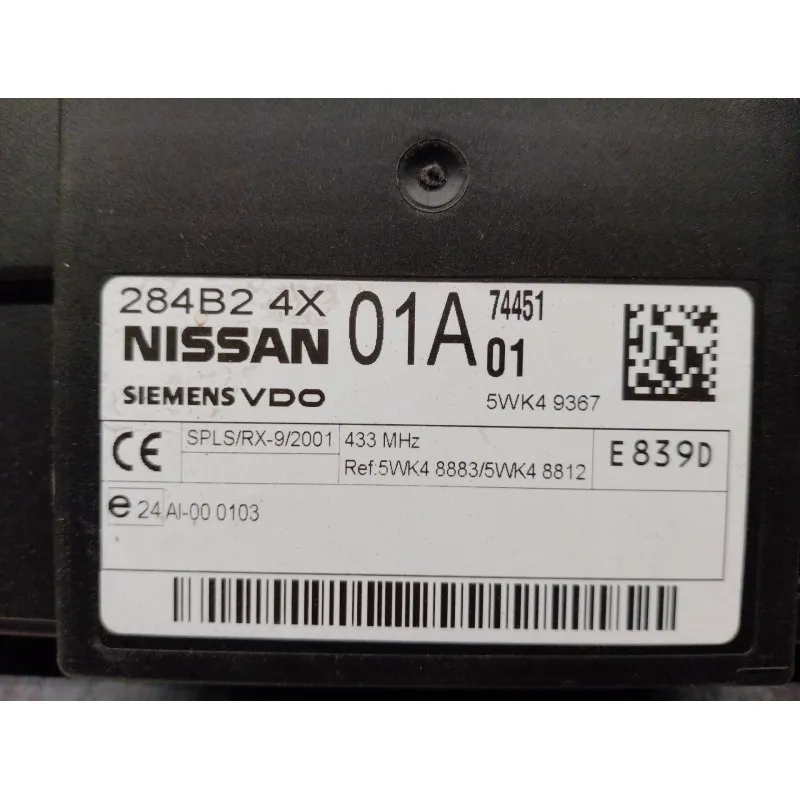 284B2 4X 01A 74451
NISSAN 01
SIEMENS VDO 5WK4 9367
CE SPLS/RX-9/2001 433 MHz E839D
Ref:5WK4 8883/5WK4 8812
e 24 AI-00 0103